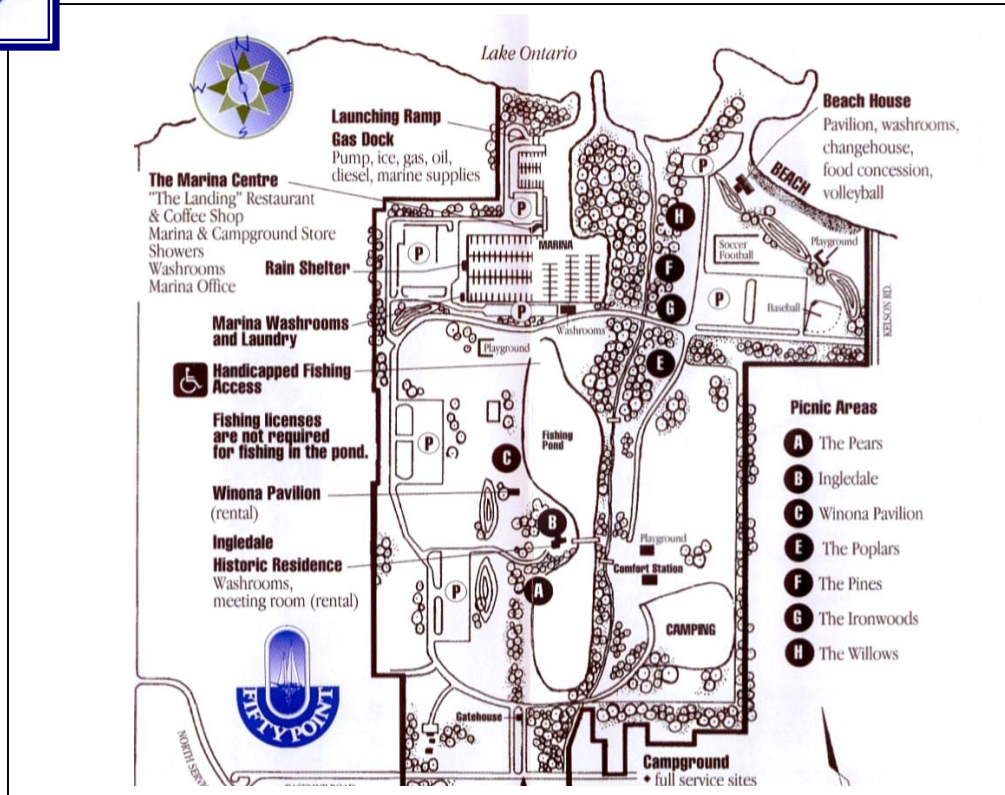 N
W
E
S
Lake Ontario
Launching Ramp
Gas Dock
Pump, ice, gas, oil,
diesel, marine supplies
Beach House
Pavilion, washrooms,
changehouse,
food concession,
volleyball
BEACH
The Marina Centre
"The Landing" Restaurant
& Coffee Shop
Marina & Campground Store
Showers
Washrooms
Marina Office
P
P
P
H
MARINA
Soccer
Football
Playground
Rain Shelter
F
G
P
P
Baseball
KELSON RD.
Marina Washrooms
and Laundry
Washrooms
Playground
E
Handicapped Fishing
Access
Fishing licenses
are not required
for fishing in the pond.
P
Fishing
Pond
C
Winona Pavilion
(rental)
B
Ingledale
Historic Residence
Washrooms,
meeting room (rental)
Playground
Comfort Station
P
A
CAMPING
Picnic Areas
A The Pears
B Ingledale
C Winona Pavilion
E The Poplars
F The Pines
G The Ironwoods
H The Willows
FIFTY POINT
Gatehouse
NORTH
Campground
• full service sites